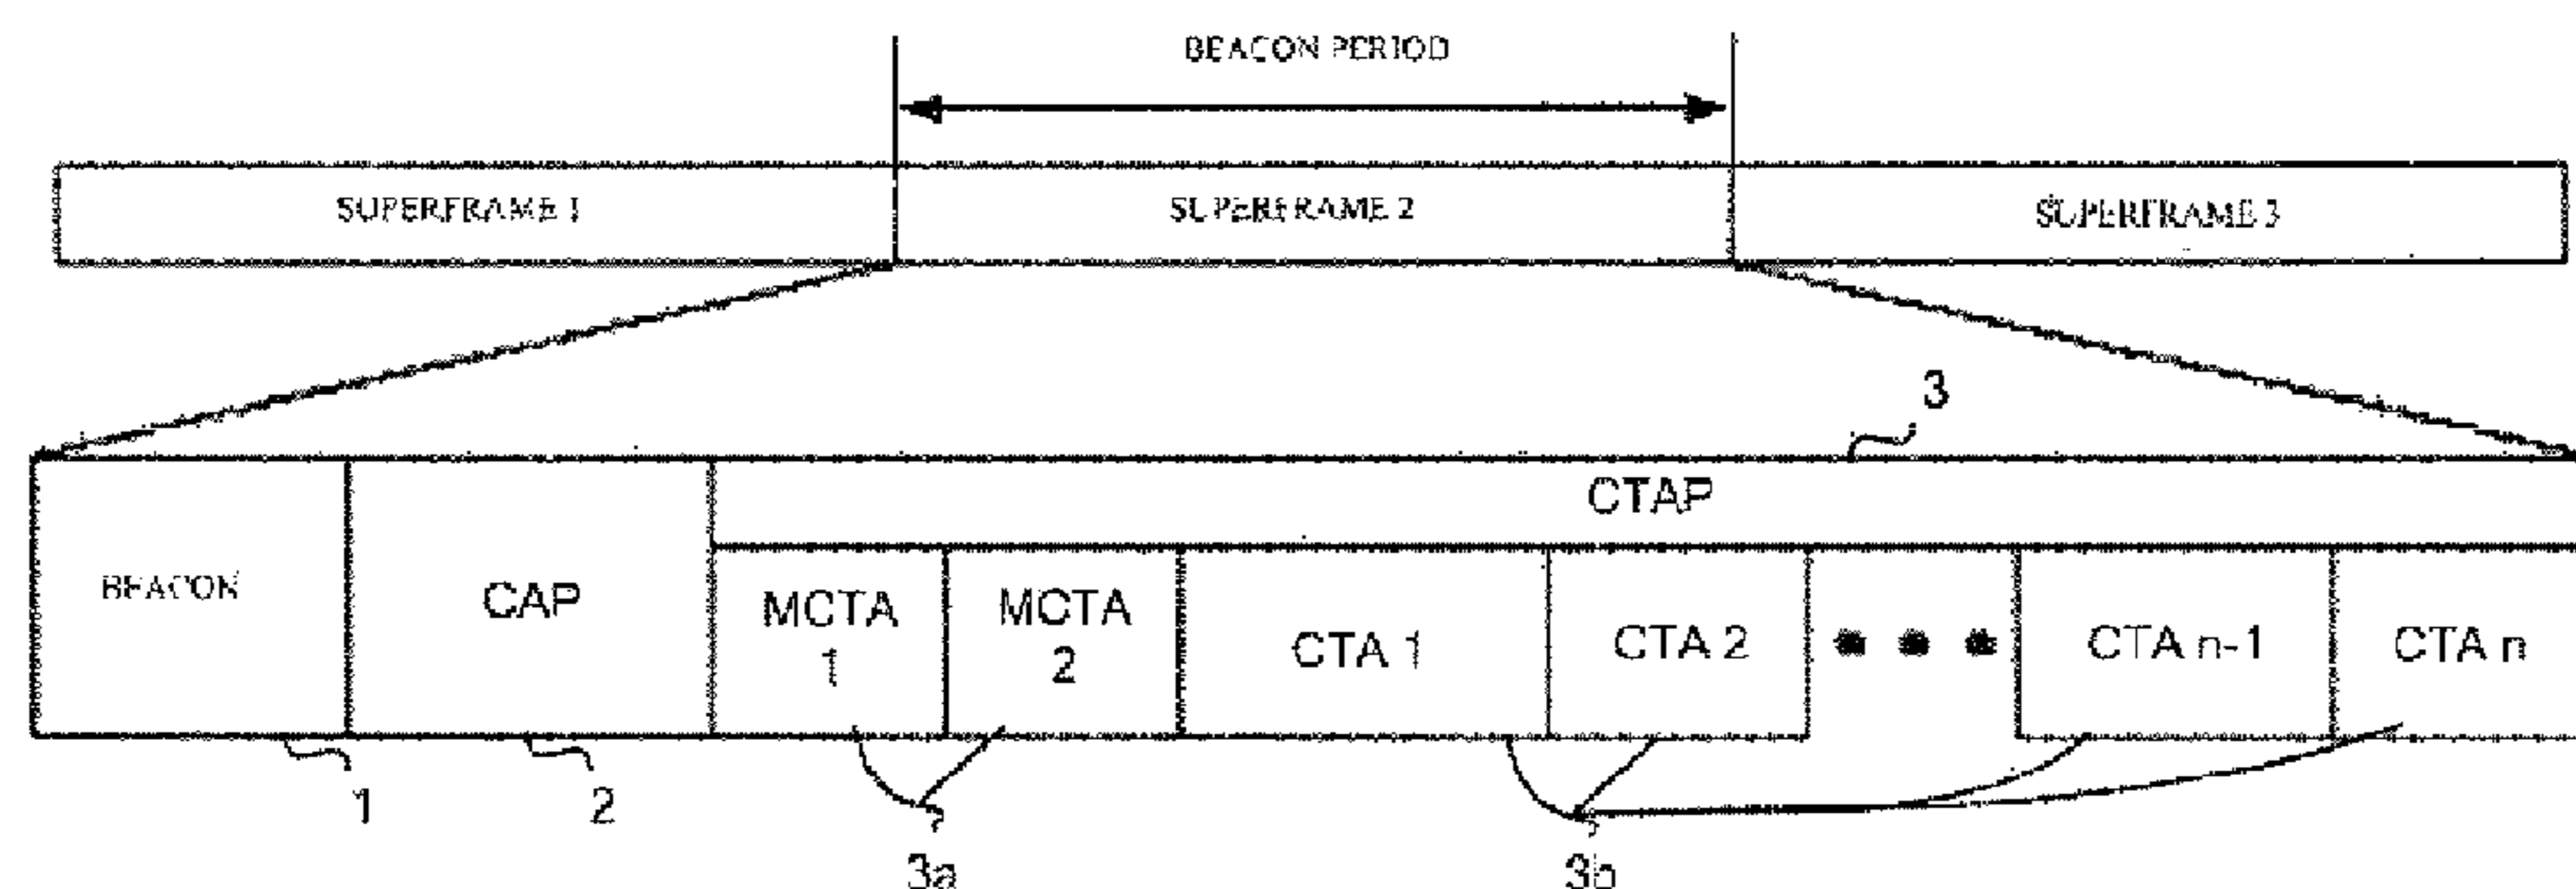 BEACON PERIOD
SUPERFRAME 1
SUPERFRAME 2
SUPERFRAME 3
3
CTAP
BEACON
CAP
MCTA
1
MCTA
2
CTA 1
CTA 2
CTA n-1
CTA n
1
2
3a
3b